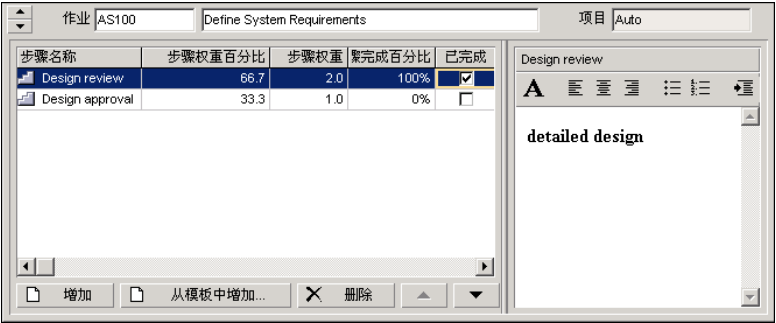 作业 AS100 Define System Requirements 项目 Auto
步骤名称 步骤权重百分比 步骤权重 骤完成百分比 已完成
Design review 66.7 2.0 100%
Design approval 33.3 1.0 0%
Design review
A
detailed design
增加 从模板中增加... 删除